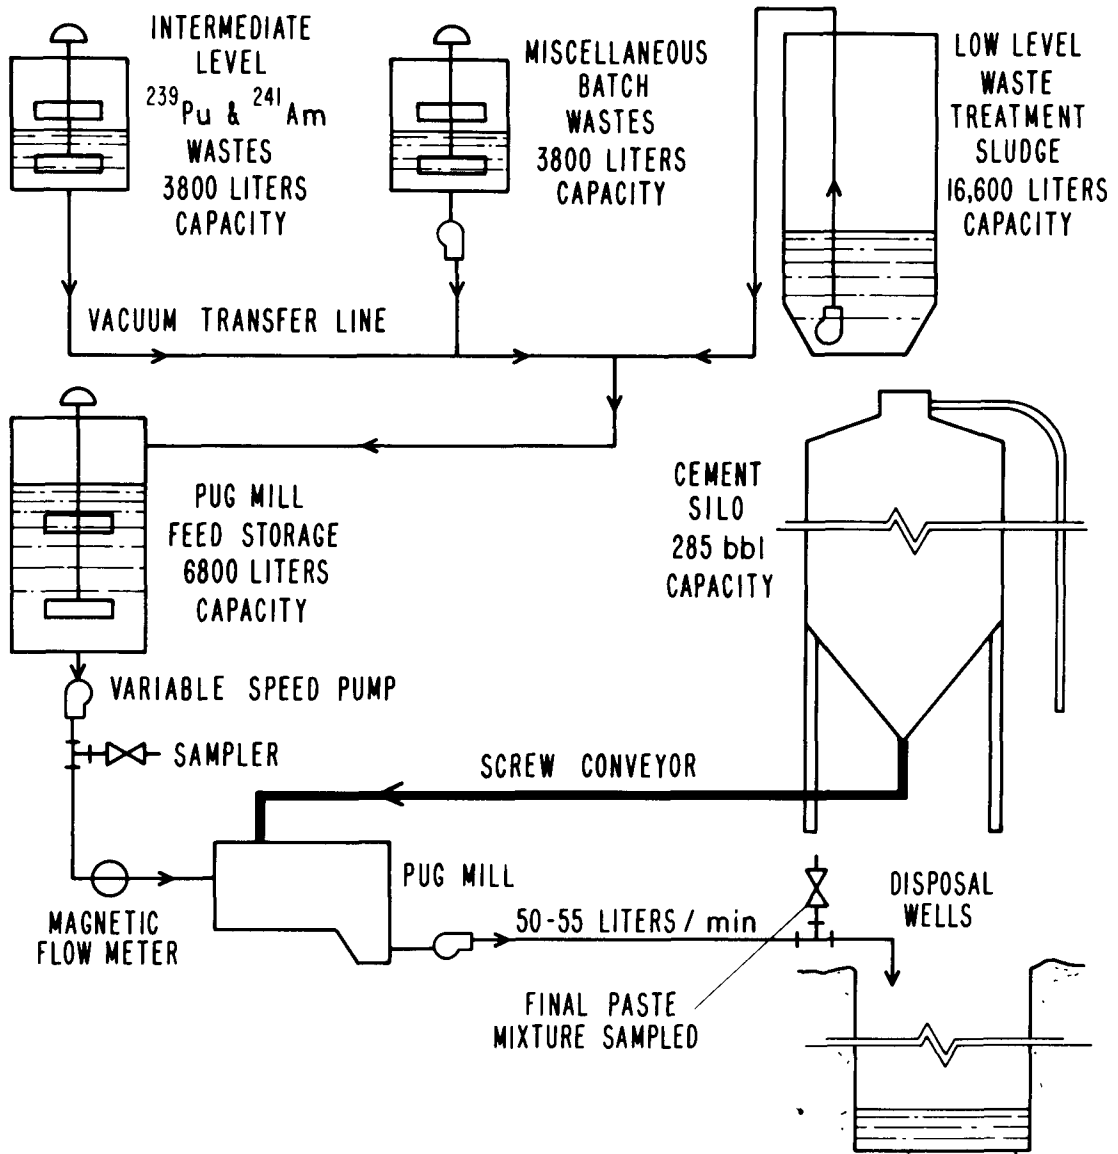 INTERMEDIATE
LEVEL
²³⁹Pu & ²⁴¹Am
WASTES
3800 LITERS
CAPACITY
MISCELLANEOUS
BATCH
WASTES
3800 LITERS
CAPACITY
LOW LEVEL
WASTE
TREATMENT
SLUDGE
16,600 LITERS
CAPACITY
VACUUM TRANSFER LINE
PUG MILL
FEED STORAGE
6800 LITERS
CAPACITY
CEMENT
SILO
285 bbl
CAPACITY
VARIABLE SPEED PUMP
SAMPLER
SCREW CONVEYOR
PUG MILL
MAGNETIC
FLOW METER
50-55 LITERS / min
DISPOSAL
WELLS
FINAL PASTE
MIXTURE SAMPLED